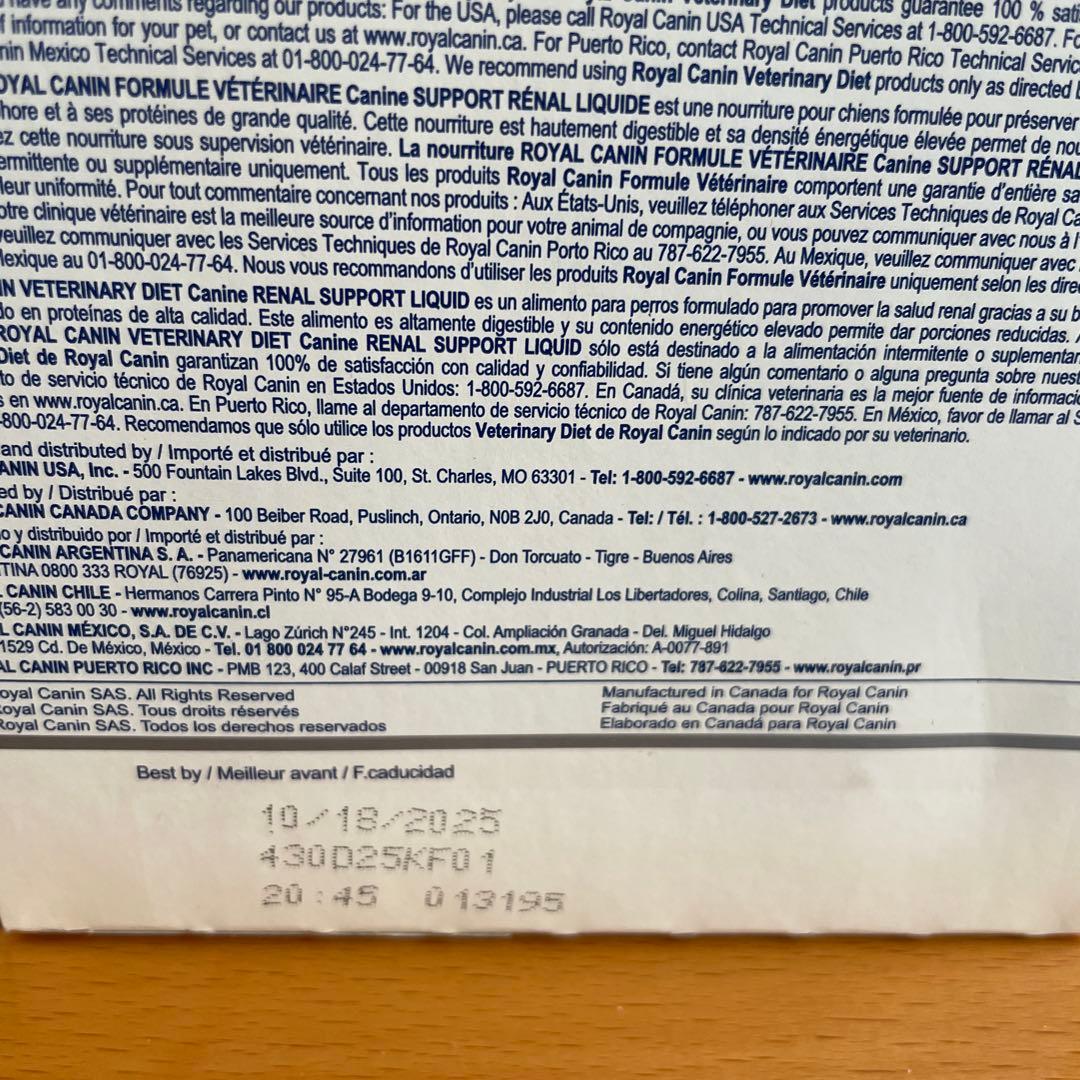 have any comments regarding our products: For the USA, please call Royal Canin USA Technical Services at 1-800-592-6687.
information for your pet, or contact us at www.royalcanin.ca. For Puerto Rico, contact Royal Canin Puerto Rico Technical
Mexico Technical Services at 01-800-024-77-64. We recommend using Royal Canin Veterinary Diet products only as directed
ROYAL CANIN FORMULE VÉTÉRINAIRE Canine SUPPORT RÉNAL LIQUIDE est une nourriture pour chiens formulée pour préserver
hore et à ses protéines de grande qualité. Cette nourriture est hautement digestible et sa densité énergétique élevée permet de
ez cette nourriture sous supervision vétérinaire. La nourriture ROYAL CANIN FORMULE VÉTÉRINAIRE Canine SUPPORT RÉNAL
ermittente ou supplémentaire uniquement. Tous les produits Royal Canin Formule Vétérinaire comportent une garantie d'entière sa
leur uniformité. Pour tout commentaire concernant nos produits : Aux États-Unis, veuillez téléphoner aux Services Techniques de Royal Ca
otre clinique vétérinaire est la meilleure source d'information pour votre animal de compagnie, ou vous pouvez communiquer avec nous à l'
veuillez communiquer avec les Services Techniques de Royal Canin Porto Rico au 787-622-7955. Au Mexique, veuillez communiquer avec
Mexique au 01-800-024-77-64. Nous vous recommandons d'utiliser les produits Royal Canin Formule Vétérinaire uniquement selon les dire
IN VETERINARY DIET Canine RENAL SUPPORT LIQUID es un alimento para perros formulado para promover la salud renal gracias a su b
do en proteínas de alta calidad. Este alimento es altamente digestible y su contenido energético elevado permite dar porciones reducidas.
ROYAL CANIN VETERINARY DIET Canine RENAL SUPPORT LIQUID sólo está destinado a la alimentación intermitente o suplementar
Diet de Royal Canin garantizan 100% de satisfacción con calidad y confiabilidad. Si tiene algún comentario o alguna pregunta sobre nuest
to de servicio técnico de Royal Canin en Estados Unidos: 1-800-592-6687. En Canadá, su clínica veterinaria es la mejor fuente de informació
s en www.royalcanin.ca. En Puerto Rico, llame al departamento de servicio técnico de Royal Canin: 787-622-7955. En México, favor de llamar al S
-800-024-77-64. Recomendamos que sólo utilice los productos Veterinary Diet de Royal Canin según lo indicado por su veterinario.
and distributed by / Importé et distribué par :
CANIN USA, Inc. - 500 Fountain Lakes Blvd., Suite 100, St. Charles, MO 63301 - Tel: 1-800-592-6687 - www.royalcanin.com
ed by / Distribué par :
CANIN CANADA COMPANY - 100 Beiber Road, Puslinch, Ontario, N0B 2J0, Canada - Tel: / Tél. : 1-800-527-2673 - www.royalcanin.ca
o y distribuido por / Importé et distribué par :
CANIN ARGENTINA S. A. - Panamericana N° 27961 (B1611GFF) - Don Torcuato - Tigre - Buenos Aires
TINA 0800 333 ROYAL (76925) - www.royal-canin.com.ar
L CANIN CHILE - Hermanos Carrera Pinto N° 95-A Bodega 9-10, Complejo Industrial Los Libertadores, Colina, Santiago, Chile
(56-2) 583 00 30 - www.royalcanin.cl
L CANIN MÉXICO, S.A. DE C.V. - Lago Zúrich N°245 - Int. 1204 - Col. Ampliación Granada - Del. Miguel Hidalgo
1529 Cd. De México, México - Tel. 01 800 024 77 64 - www.royalcanin.com.mx, Autorización: A-0077-891
AL CANIN PUERTO RICO INC - PMB 123, 400 Calaf Street - 00918 San Juan - PUERTO RICO - Tel: 787-622-7955 - www.royalcanin.pr
Royal Canin SAS. All Rights Reserved
Royal Canin SAS. Tous droits réservés
Royal Canin SAS. Todos los derechos reservados
Manufactured in Canada for Royal Canin
Fabriqué au Canada pour Royal Canin
Elaborado en Canadá para Royal Canin
Best by / Meilleur avant / F.caducidad
10/18/2025
430D25KF01
20:45 013195